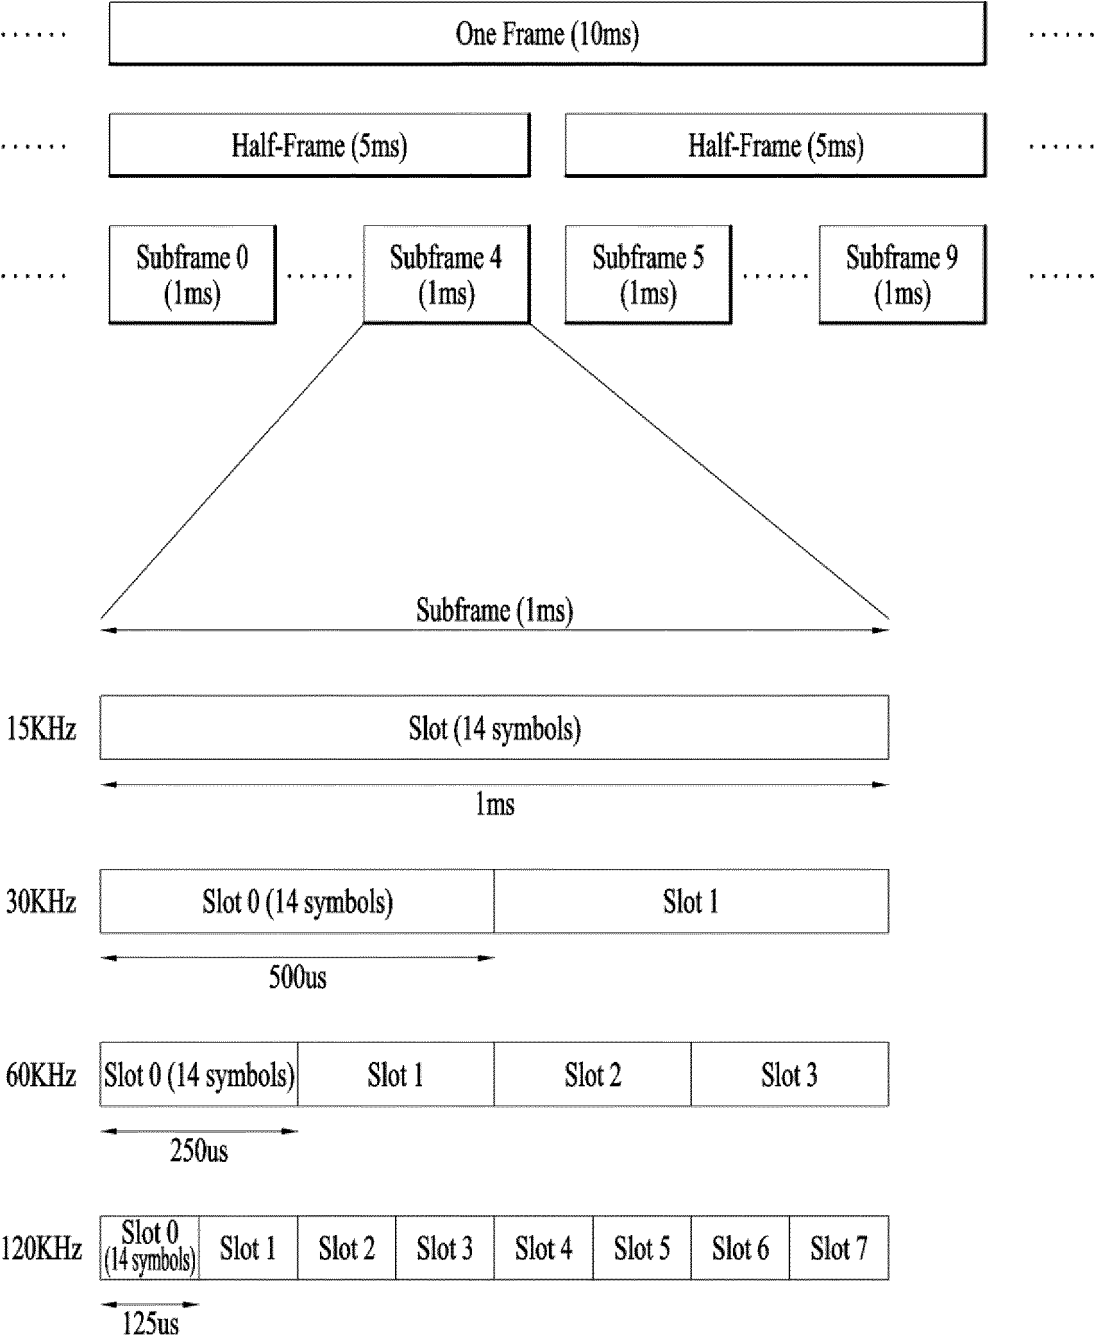 ...... One Frame (10ms) ......
...... Half-Frame (5ms) Half-Frame (5ms) ......
...... Subframe 0 (1ms) ...... Subframe 4 (1ms) Subframe 5 (1ms) ...... Subframe 9 (1ms) ......
Subframe (1ms)
15KHz Slot (14 symbols)
1ms
30KHz Slot 0 (14 symbols) Slot 1
500us
60KHz Slot 0 (14 symbols) Slot 1 Slot 2 Slot 3
250us
120KHz Slot 0 (14 symbols) Slot 1 Slot 2 Slot 3 Slot 4 Slot 5 Slot 6 Slot 7
125us